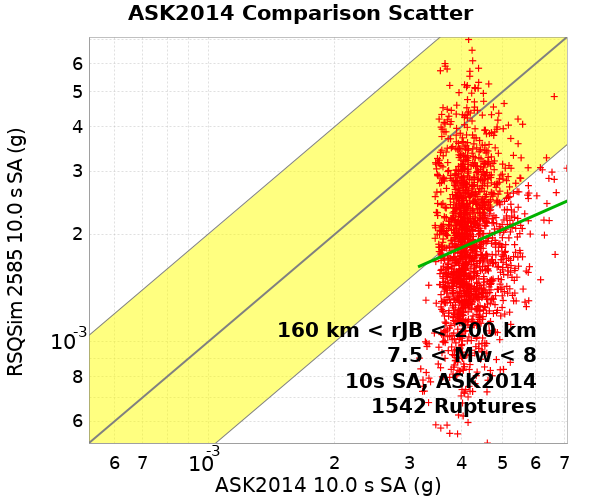 ASK2014 Comparison Scatter
RSQSim 2585 10.0 s SA (g)
6
5
4
3
2
10-3
8
6
160 km < rJB < 200 km
7.5 < Mw < 8
10s SA, ASK2014
1542 Ruptures
6 7 10-3 2 3 4 5 6 7
ASK2014 10.0 s SA (g)